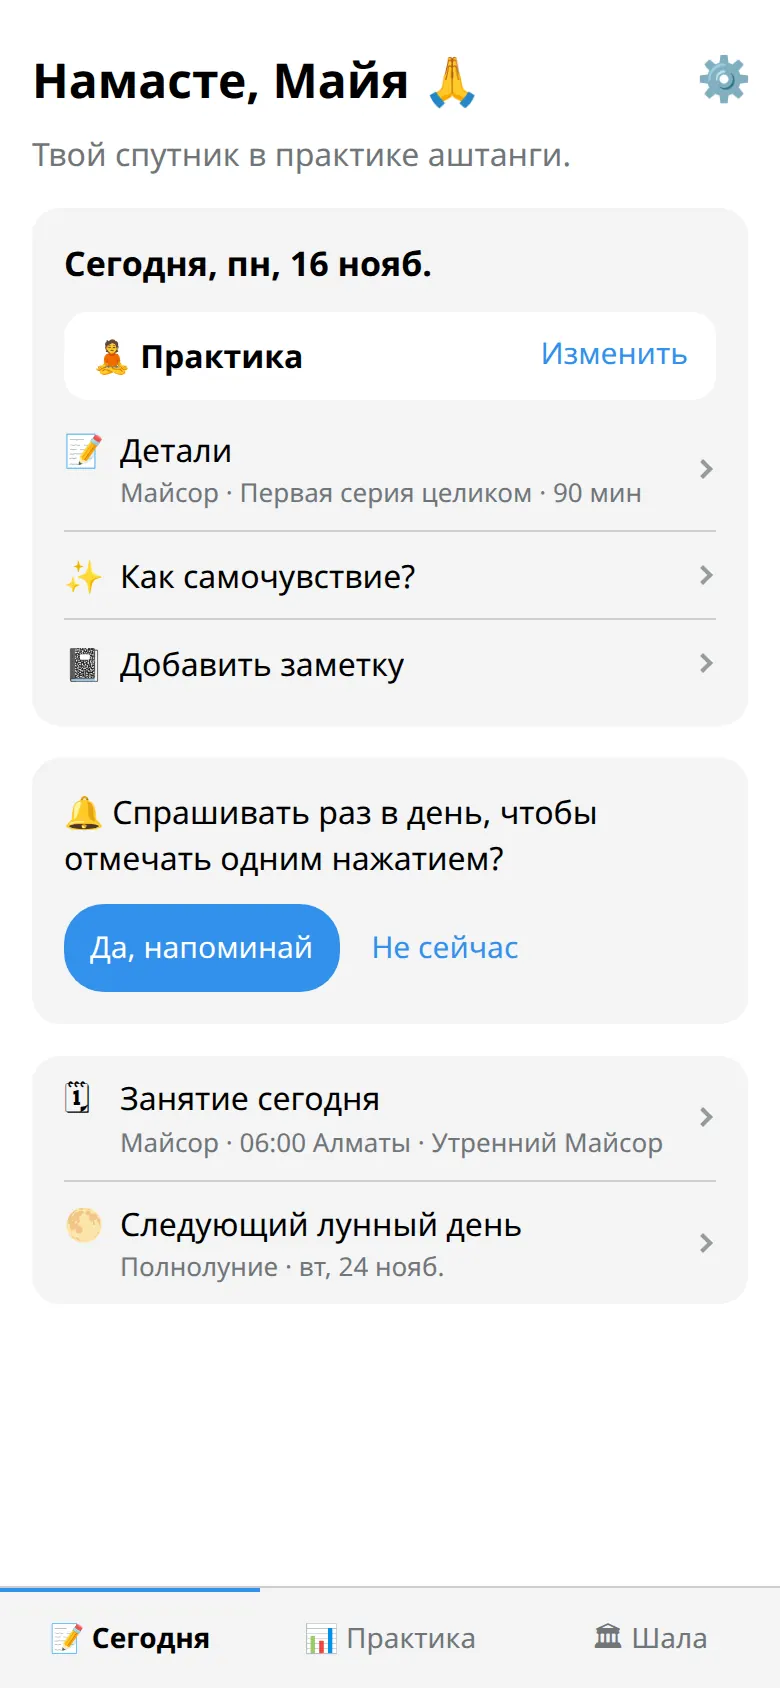 Намасте, Майя 🙏
Твой спутник в практике аштанги.
Сегодня, пн, 16 нояб.
Практика
Изменить
Детали
Майсор · Первая серия целиком · 90 мин
Как самочувствие?
Добавить заметку
Спрашивать раз в день, чтобы
отмечать одним нажатием?
Да, напоминай
Не сейчас
Занятие сегодня
Майсор · 06:00 Алматы · Утренний Майсор
Следующий лунный день
Полнолуние · вт, 24 нояб.
Сегодня
Практика
Шала